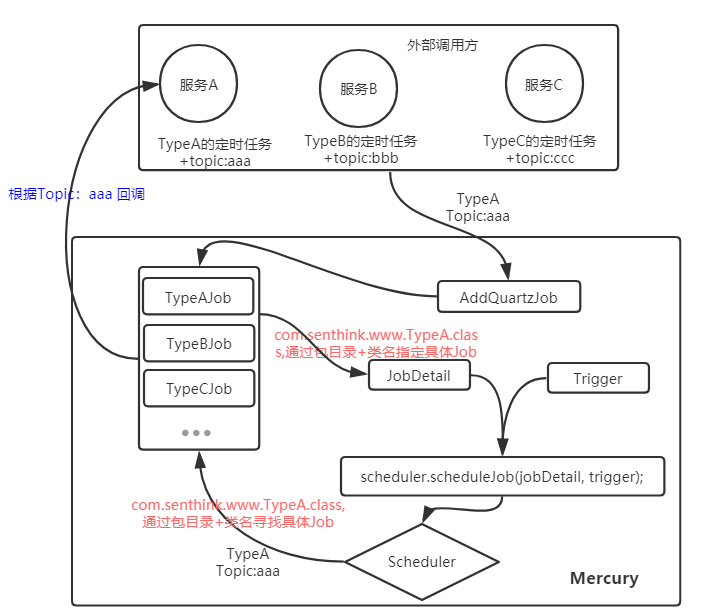 外部调用方
服务A
服务B
服务C
TypeA的定时任务
+topic:aaa
TypeB的定时任务
+topic:bbb
TypeC的定时任务
+topic:ccc
根据Topic：aaa 回调
TypeA
Topic:aaa
TypeAJob
AddQuartzJob
TypeBJob
com.senthink.www.TypeA.clas
s,通过包目录+类名指定具体Job
TypeCJob
JobDetail
Trigger
scheduler.scheduleJob(jobDetail, trigger);
com.senthink.www.TypeA.class,
通过包目录+类名寻找具体Job
TypeA
Topic:aaa
Scheduler
Mercury